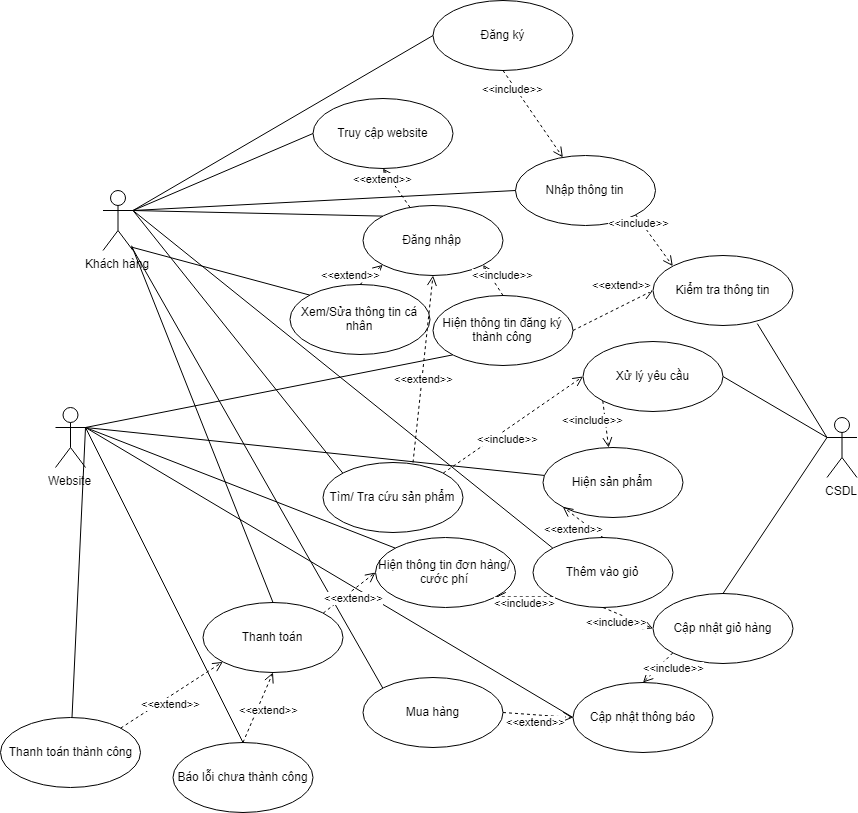 Đăng ký
<<include>>
Truy cập website
<<extend>>
Nhập thông tin
<<include>>
Khách hàng
Đăng nhập
<<extend>>
<<include>>
<<extend>>
Kiểm tra thông tin
Xem/Sửa thông tin cá
nhân
Hiện thông tin đăng ký
thành công
<<extend>>
Xử lý yêu cầu
<<include>>
<<include>>
Website
CSDL
Tìm/ Tra cứu sản phẩm
Hiện sản phẩm
<<extend>>
Hiện thông tin đơn hàng/
cước phí
Thêm vào giỏ
<<extend>>
<<include>>
<<include>>
Thanh toán
Cập nhật giỏ hàng
<<include>>
<<extend>>
<<extend>>
Mua hàng
<<extend>>
Cập nhật thông báo
Thanh toán thành công
Báo lỗi chưa thành công